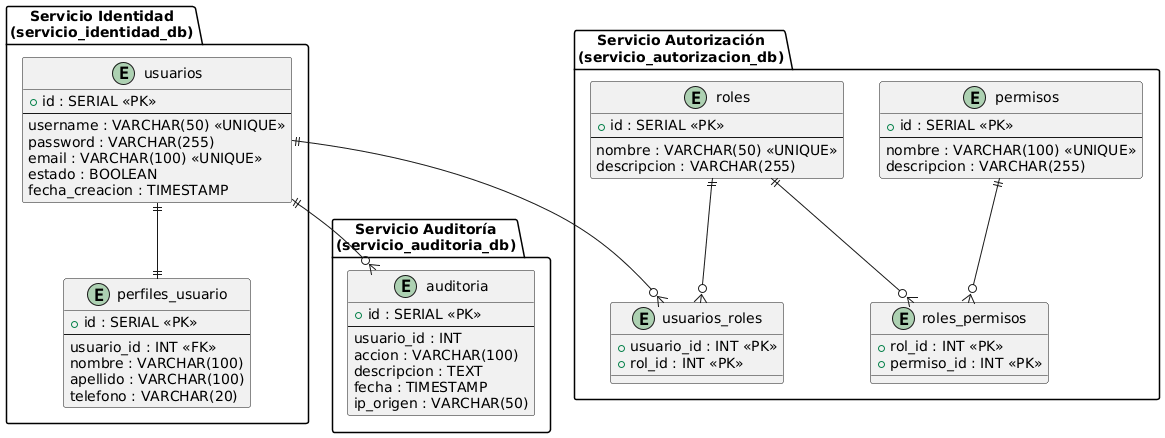 Servicio Identidad
(servicio_identidad_db)
E usuarios
id : SERIAL «PK»
username : VARCHAR(50) «UNIQUE»
password : VARCHAR(255)
email : VARCHAR(100) «UNIQUE»
estado : BOOLEAN
fecha_creacion : TIMESTAMP
E perfiles_usuario
id : SERIAL «PK»
usuario_id : INT «FK»
nombre : VARCHAR(100)
apellido : VARCHAR(100)
telefono : VARCHAR(20)
Servicio Auditoría
(servicio_auditoria_db)
E auditoria
id : SERIAL «PK»
usuario_id : INT
accion : VARCHAR(100)
descripcion : TEXT
fecha : TIMESTAMP
ip_origen : VARCHAR(50)
Servicio Autorización
(servicio_autorizacion_db)
E roles
id : SERIAL «PK»
nombre : VARCHAR(50) «UNIQUE»
descripcion : VARCHAR(255)
E permisos
id : SERIAL «PK»
nombre : VARCHAR(100) «UNIQUE»
descripcion : VARCHAR(255)
E usuarios_roles
usuario_id : INT «PK»
rol_id : INT «PK»
E roles_permisos
rol_id : INT «PK»
permiso_id : INT «PK»